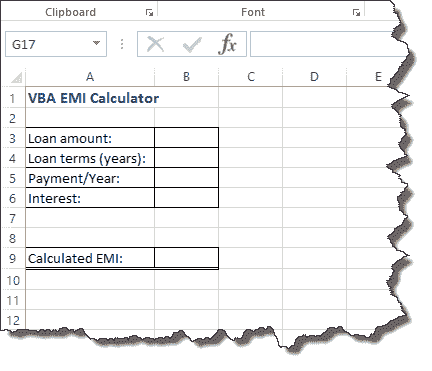 Clipboard Font
G17 fx
A B C D E
1 VBA EMI Calculator
2
3 Loan amount:
4 Loan terms (years):
5 Payment/Year:
6 Interest:
7
8
9 Calculated EMI:
10
11
12